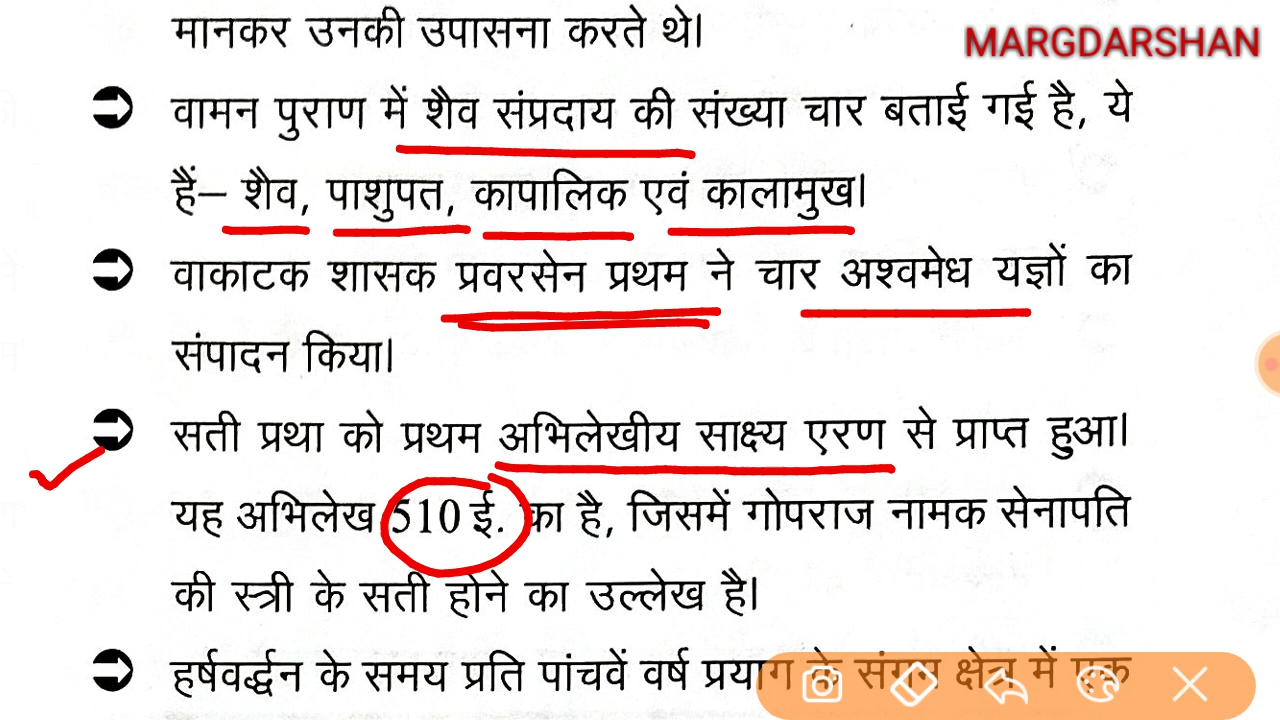 मानकर उनकी उपासना करते थे।
MARGDARSHAN
वामन पुराण में शैव संप्रदाय की संख्या चार बताई गई है, ये
हैं– शैव, पाशुपत, कापालिक एवं कालामुख।
वाकाटक शासक प्रवरसेन प्रथम ने चार अश्वमेध यज्ञों का
संपादन किया।
सती प्रथा को प्रथम अभिलेखीय साक्ष्य एरण से प्राप्त हुआ।
यह अभिलेख 510 ई. का है, जिसमें गोपराज नामक सेनापति
की स्त्री के सती होने का उल्लेख है।
हर्षवर्द्धन के समय प्रति पांचवें वर्ष प्रयाग के संगम क्षेत्र में एक